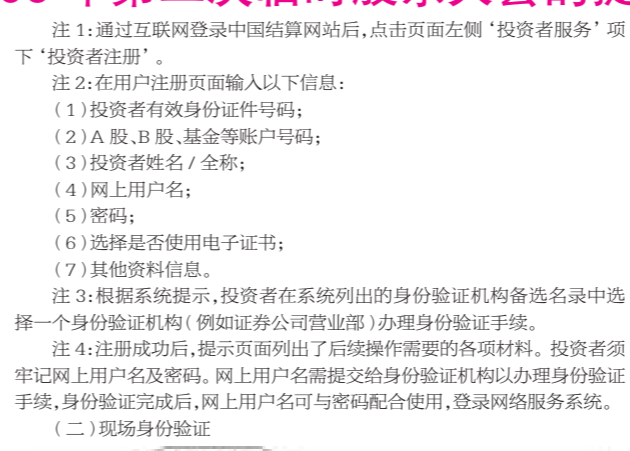 注 1:通过互联网登录中国结算网站后,点击页面左侧‘投资者服务’项
下‘投资者注册’。
注 2:在用户注册页面输入以下信息:
(1)投资者有效身份证件号码;
(2)A 股、B 股、基金等账户号码;
(3)投资者姓名 / 全称;
(4)网上用户名;
(5)密码;
(6)选择是否使用电子证书;
(7)其他资料信息。
注 3:根据系统提示,投资者在系统列出的身份验证机构备选名录中选
择一个身份验证机构(例如证券公司营业部)办理身份验证手续。
注 4:注册成功后,提示页面列出了后续操作需要的各项材料。投资者须
牢记网上用户名及密码。网上用户名需提交给身份验证机构以办理身份验证
手续,身份验证完成后,网上用户名可与密码配合使用,登录网络服务系统。
(二)现场身份验证